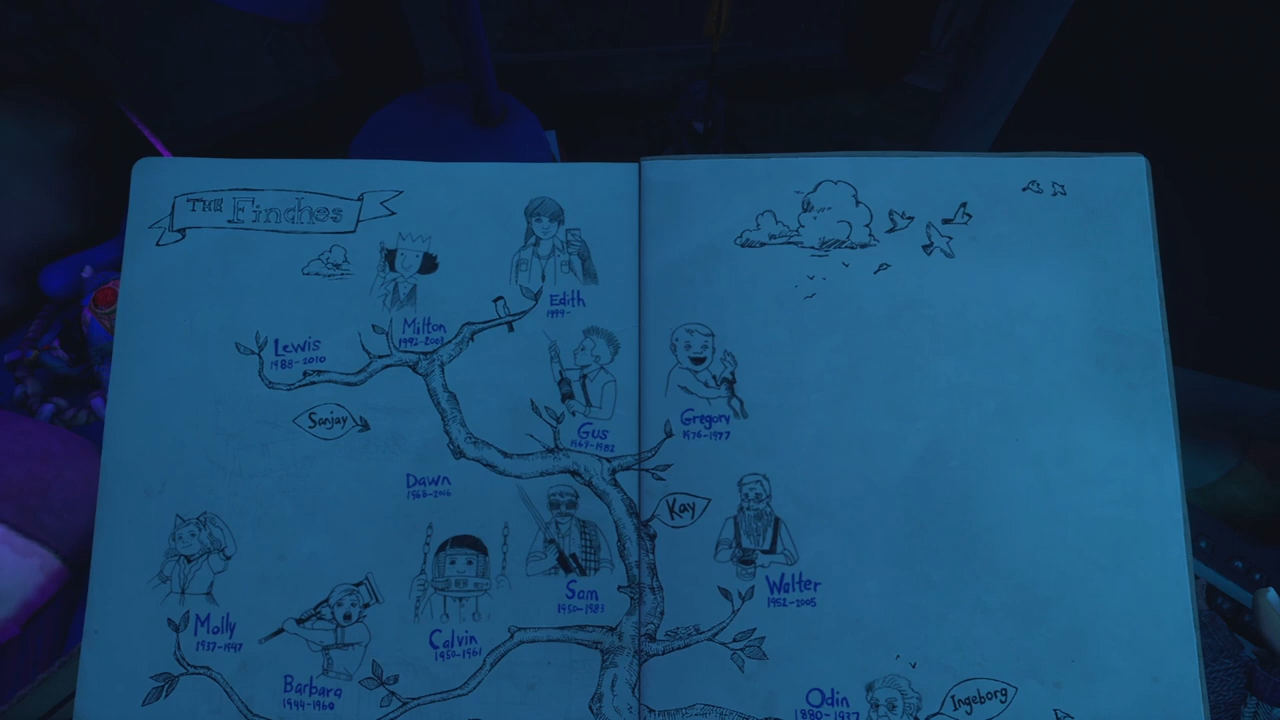 THE Finches
Edith
1999-
Milton
1992-2003
Lewis
1988-2010
Sanjay
Gus
1969-1982
Gregory
1976-1977
Dawn
1968-2016
Kay
Sam
1950-1983
Walter
1952-2005
Molly
1937-1947
Calvin
1950-1961
Barbara
1944-1960
Odin
1880-1937
Ingeborg